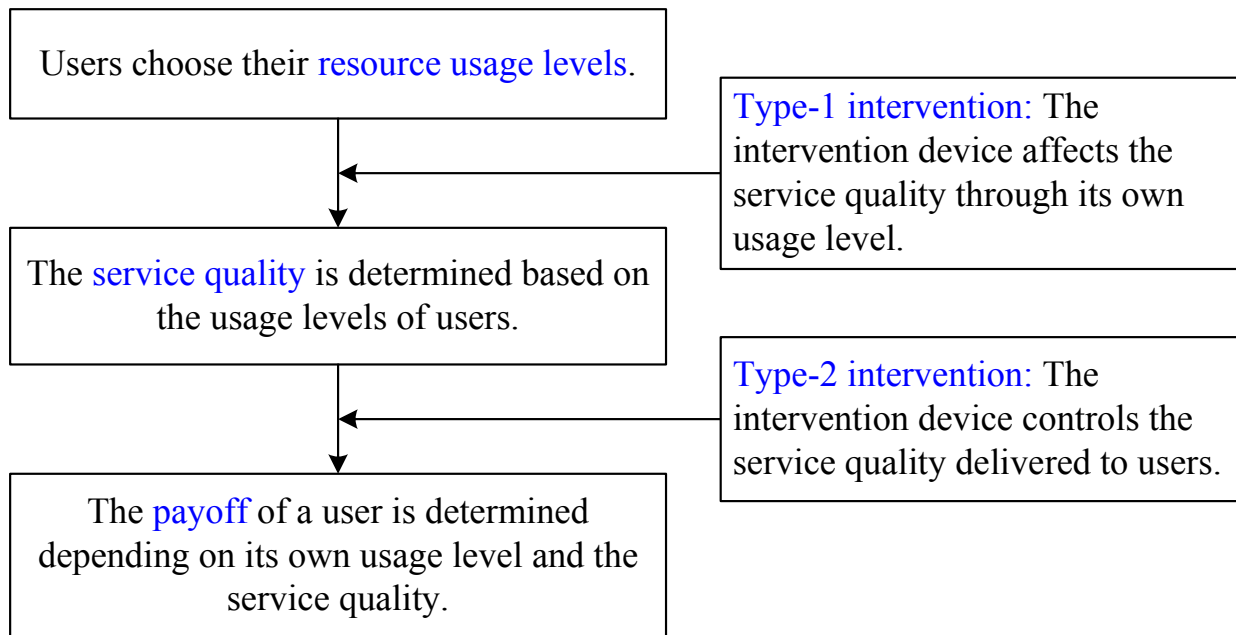 Users choose their resource usage levels.
Type-1 intervention: The
intervention device affects the
service quality through its own
usage level.
The service quality is determined based on
the usage levels of users.
Type-2 intervention: The
intervention device controls the
service quality delivered to users.
The payoff of a user is determined
depending on its own usage level and the
service quality.